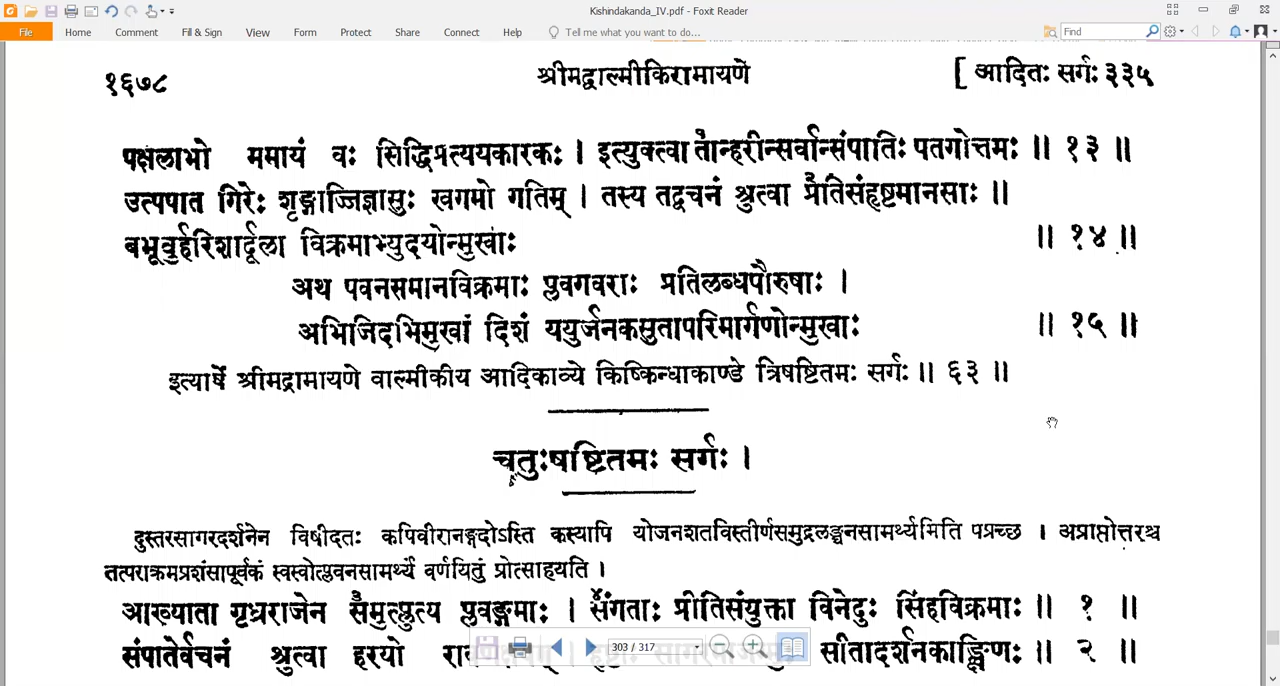 Kishindakanda_IV.pdf - Foxit Reader
File Home Comment Fill & Sign View Form Protect Share Connect Help Tell me what you want to do... Find
१६७८ श्रीमद्वाल्मीकिरामायणे [ आदितः सर्गः ३३५
पक्षलाभो ममायं वः सिद्धिप्रत्ययकारकः । इत्युक्त्वा तान्हरीन्सर्वान्संपातिः पतगोत्तमः ॥ १३ ॥
उत्पपात गिरेः शृङ्गाज्जिज्ञासुः खगमो गतिम् । तस्य तद्वचनं श्रुत्वा प्रीतिसंहृष्टमानसाः ॥
बभूवुर्हरिशार्दूला विक्रमाभ्युदयोन्मुखाः ॥ १४ ॥
अथ पवनसमानविक्रमाः प्लवगवराः प्रतिलब्धपौरुषाः ।
अभिजिदभिमुखां दिशं ययुर्जनकसुतापरिमार्गणोन्मुखाः ॥ १५ ॥
इत्यार्षे श्रीमद्रामायणे वाल्मीकीय आदिकाव्ये किष्किन्धाकाण्डे त्रिषष्टितमः सर्गः ॥ ६३ ॥
चतुःषष्टितमः सर्गः ।
दुस्तरसागरदर्शनेन विषीदतः कपिवीरानङ्गदोऽस्ति कस्यापि योजनशतविस्तीर्णसमुद्रलङ्घनसामर्थ्यमिति पप्रच्छ । अप्राप्तोत्तरश्च
तत्पराक्रमप्रशंसापूर्वकं स्वस्वोत्प्लवनसामर्थ्यं वर्णयितुं प्रोत्साहयति ।
आख्याता गृध्रराजेन समुत्प्लुत्य प्लवङ्गमाः । संगताः प्रीतिसंयुक्ता विनेदुः सिंहविक्रमाः ॥ १ ॥
संपातेर्वचनं श्रुत्वा हरयो सीतादर्शनकाङ्क्षिणः ॥ २ ॥
303 / 317